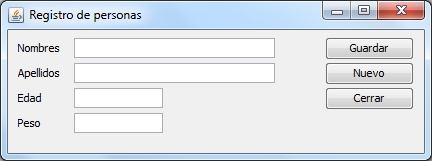 Registro de personas
Nombres
Guardar
Apellidos
Nuevo
Edad
Cerrar
Peso